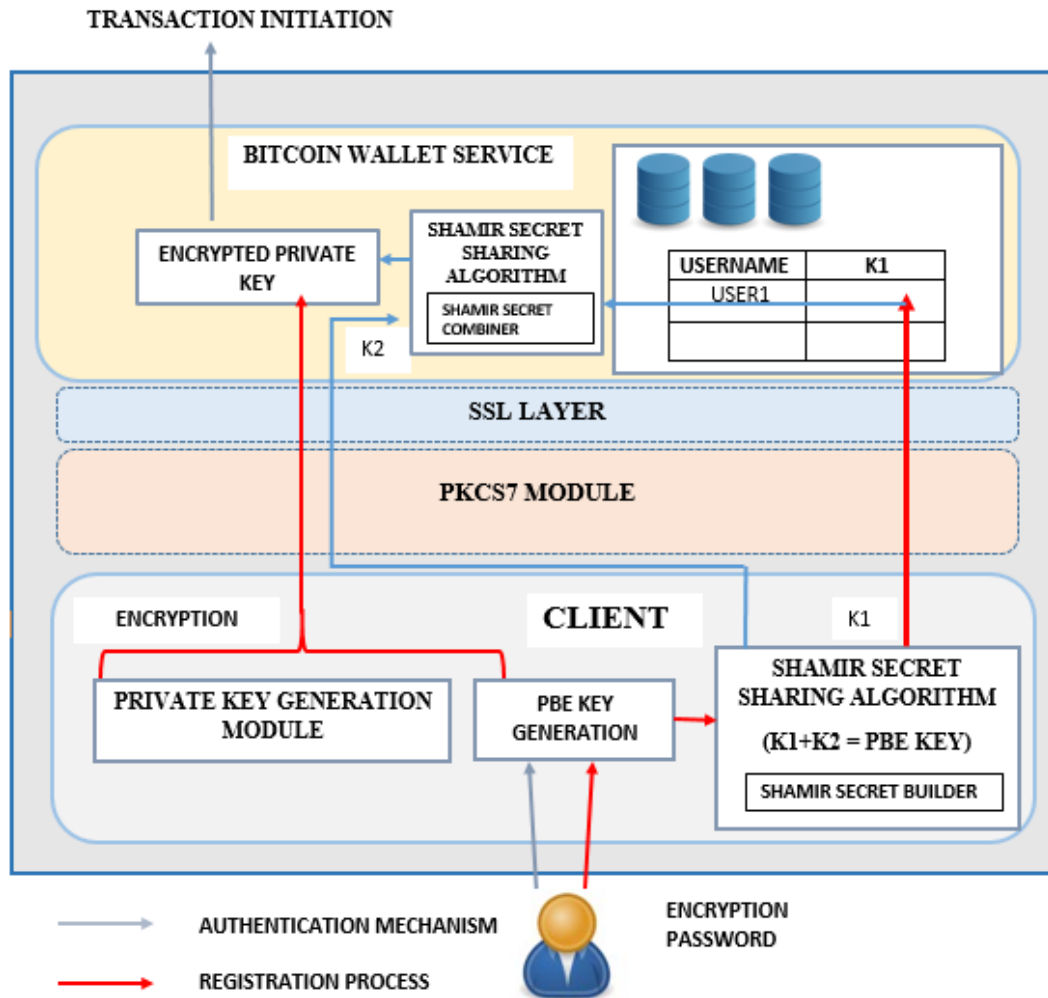 TRANSACTION INITIATION
BITCOIN WALLET SERVICE
ENCRYPTED PRIVATE
KEY
SHAMIR SECRET
SHARING
ALGORITHM
SHAMIR SECRET
COMBINER
USERNAME K1
USER1
K2
SSL LAYER
PKCS7 MODULE
ENCRYPTION
CLIENT
K1
PRIVATE KEY GENERATION
MODULE
PBE KEY
GENERATION
SHAMIR SECRET
SHARING ALGORITHM
(K1+K2 = PBE KEY)
SHAMIR SECRET BUILDER
AUTHENTICATION MECHANISM
REGISTRATION PROCESS
ENCRYPTION
PASSWORD